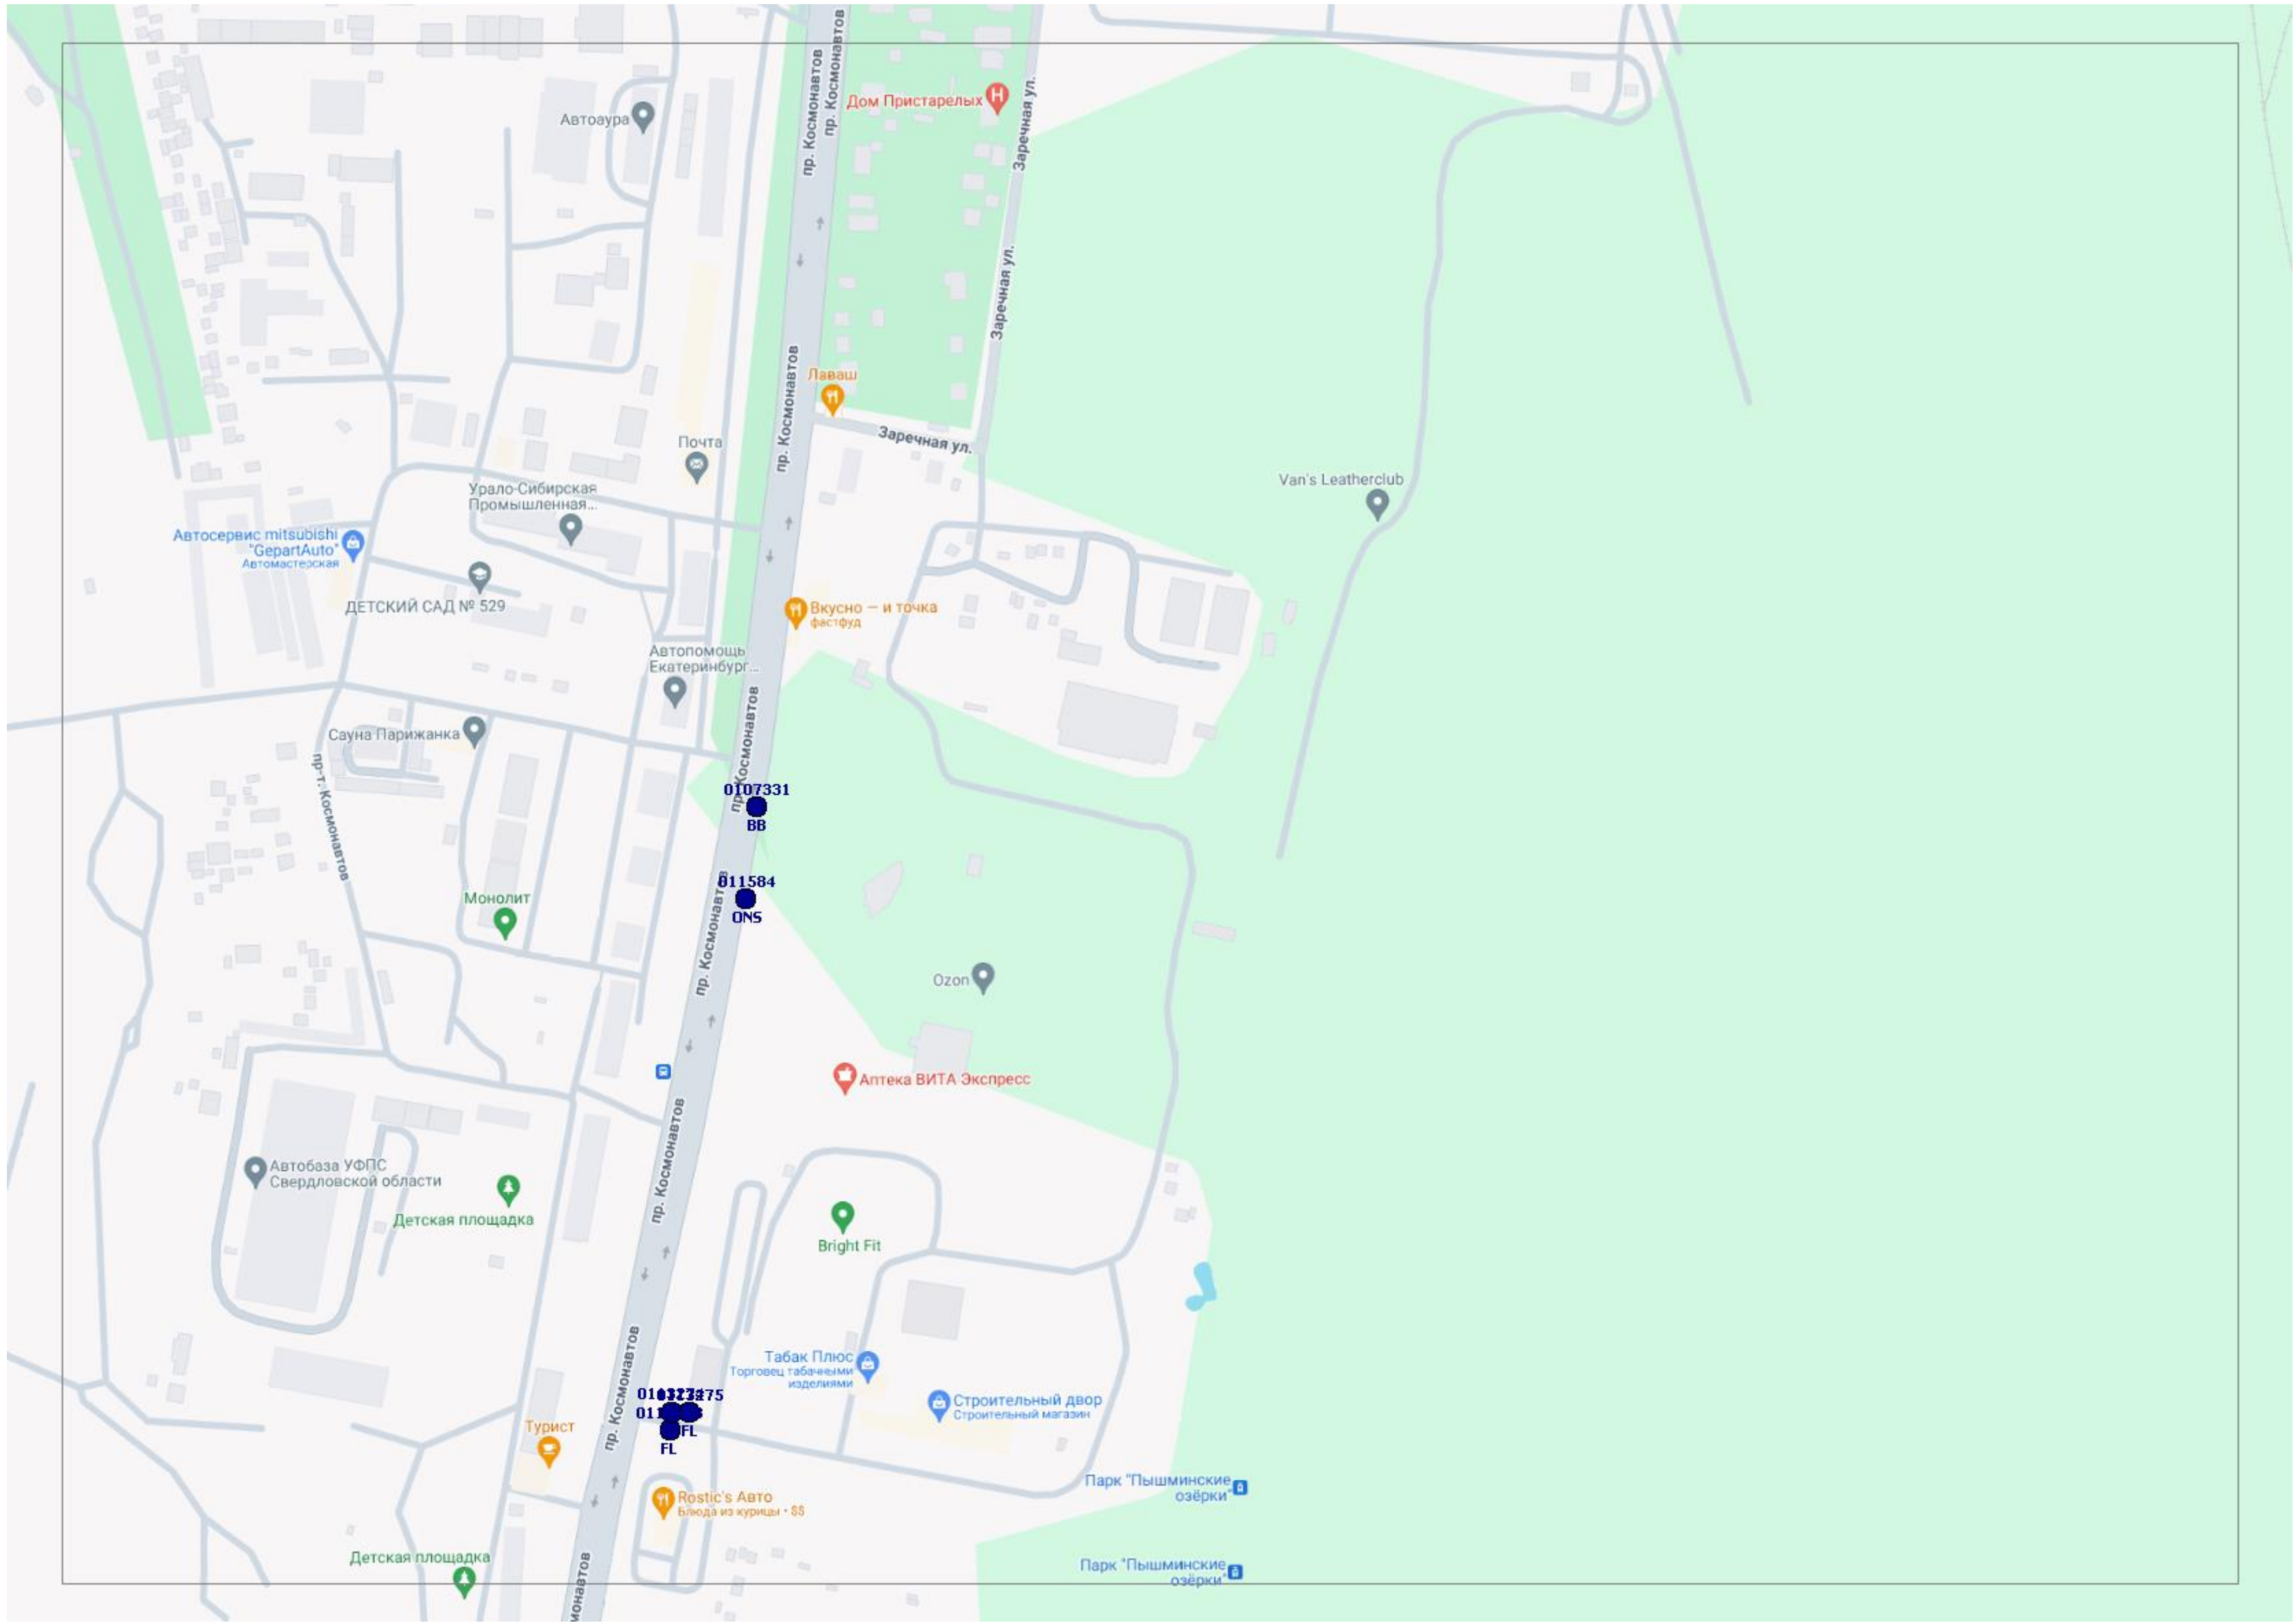 пр. Космонавтов
пр. Космонавтов
Дом Пристарелых
Заречная ул.
Автоаура
Заречная ул.
пр. Космонавтов
Лаваш
Заречная ул.
Почта
Van's Leatherclub
Урало-Сибирская
Промышленная...
Автосервис mitsubishi
"GepartAuto"
Автомастерская
ДЕТСКИЙ САД № 529
Вкусно — и точка
фастфуд
Автопомощь
Екатеринбург...
Сауна Парижанка
пр. Космонавтов
пр-т. Космонавтов
0107331
BB
011584
ONS
Монолит
пр. Космонавтов
Ozon
Аптека ВИТА Экспресс
пр. Космонавтов
Автобаза УФПС
Свердловской области
Детская площадка
Bright Fit
пр. Космонавтов
Табак Плюс
Торговец табачными
изделиями
Строительный двор
Строительный магазин
FL
FL
Турист
Парк "Пышминские
озёрки"
Rostic's Авто
Блюда из курицы • $$
Детская площадка
Парк "Пышминские
озёрки"